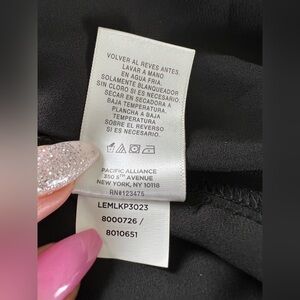 VOLVER AL REVES ANTES.
LAVAR A MANO
EN AGUA FRIA.
SOLAMENTE BLANQUEADOR
SIN CLORO SI ES NECESARIO.
SECAR EN SECADORA A
BAJA TEMPERATURA.
PLANCHA A BAJA
TEMPERATURA
SOBRE EL REVERSO
SI ES NECESARIO.
PACIFIC ALLIANCE
350 5TH AVENUE
NEW YORK, NY 10118
RN#123475
LEMLKP3023
8000726 /
8010651